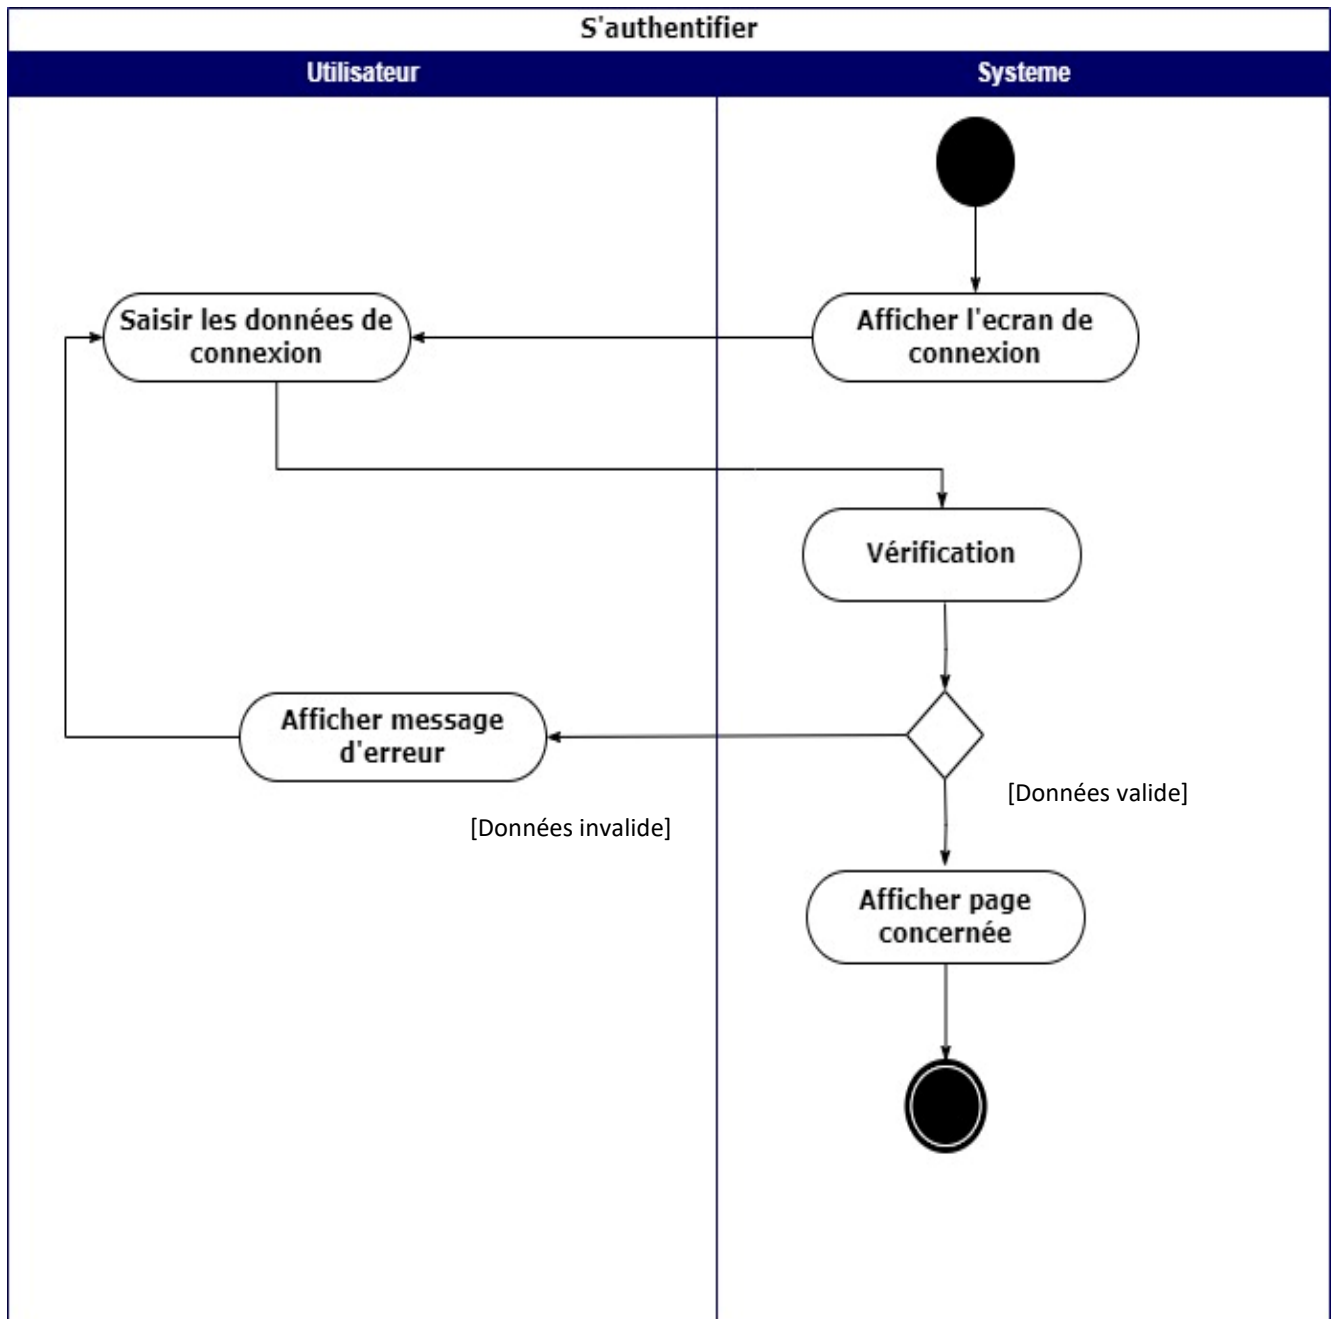 S'authentifier
Utilisateur
Systeme
Saisir les données de
connexion
Afficher l'ecran de
connexion
Vérification
Afficher message
d'erreur
[Données valide]
[Données invalide]
Afficher page
concernée